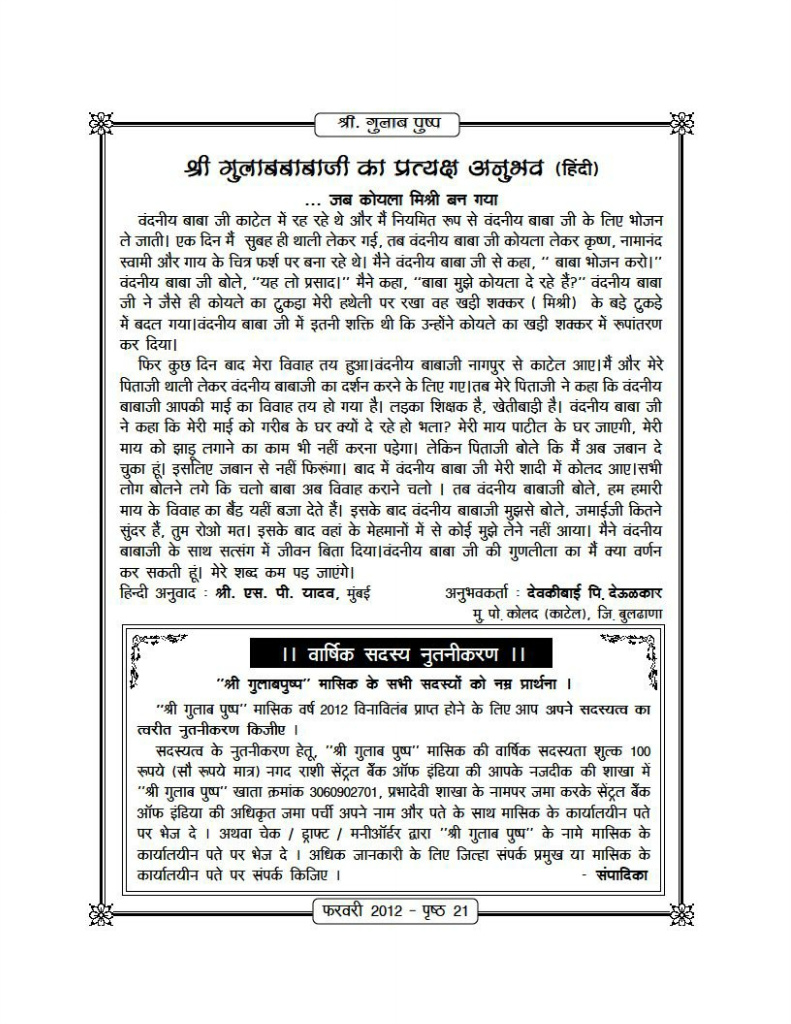 श्री. गुलाब पुष्प
श्री गुलाबबाबाजी का प्रत्यक्ष अनुभव (हिंदी)
... जब कोयला मिश्री बन गया
वंदनीय बाबा जी काटेल में रह रहे थे और मैं नियमित रूप से वंदनीय बाबा जी के लिए भोजन
ले जाती। एक दिन मैं सुबह ही थाली लेकर गई, तब वंदनीय बाबा जी कोयला लेकर कृष्ण, नामानंद
स्वामी और गाय के चित्र फर्श पर बना रहे थे। मैने वंदनीय बाबा जी से कहा, ‘‘ बाबा भोजन करो।’’
वंदनीय बाबा जी बोले, ‘‘यह लो प्रसाद।’’ मैने कहा, ‘‘बाबा मुझे कोयला दे रहे हैं?’’ वंदनीय बाबा
जी ने जैसे ही कोयले का टुकड़ा मेरी हथेली पर रखा वह खड़ी शक्कर ( मिश्री) के बड़े टुकड़े
में बदल गया।वंदनीय बाबा जी में इतनी शक्ति थी कि उन्होंने कोयले का खड़ी शक्कर में रूपांतरण
कर दिया।
फिर कुछ दिन बाद मेरा विवाह तय हुआ।वंदनीय बाबाजी नागपुर से काटेल आए।मैं और मेरे
पिताजी थाली लेकर वंदनीय बाबाजी का दर्शन करने के लिए गए।तब मेरे पिताजी ने कहा कि वंदनीय
बाबाजी आपकी माई का विवाह तय हो गया है। लड़का शिक्षक है, खेतीबाड़ी है। वंदनीय बाबा जी
ने कहा कि मेरी माई को गरीब के घर क्यों दे रहे हो भला? मेरी माय पाटील के घर जाएगी, मेरी
माय को झाड़ू लगाने का काम भी नहीं करना पड़ेगा। लेकिन पिताजी बोले कि मैं अब जबान दे
चुका हूं। इसलिए जबान से नहीं फिरूंगा। बाद में वंदनीय बाबा जी मेरी शादी में कोलद आए।सभी
लोग बोलने लगे कि चलो बाबा अब विवाह कराने चलो । तब वंदनीय बाबाजी बोले, हम हमारी
माय के विवाह का बैंड यहीं बजा देते हैं। इसके बाद वंदनीय बाबाजी मुझसे बोले, जमाईजी कितने
सुंदर हैं, तुम रोओ मत। इसके बाद वहां के मेहमानों में से कोई मुझे लेने नहीं आया। मैने वंदनीय
बाबाजी के साथ सत्संग में जीवन बिता दिया।वंदनीय बाबा जी की गुणलीला का मैं क्या वर्णन
कर सकती हूं। मेरे शब्द कम पड़ जाएंगे।
हिन्दी अनुवाद : श्री. एस. पी. यादव, मुंबई अनुभवकर्ता : देवकीबाई पि. देऊळकार
मु. पो. कोलद (काटेल), जि. बुलढाणा
।। वार्षिक सदस्य नुतनीकरण ।।
‘‘श्री गुलाबपुष्प’’ मासिक के सभी सदस्यों को नम्र प्रार्थना ।
‘‘श्री गुलाब पुष्प’’ मासिक वर्ष 2012 विनाविलंब प्राप्त होने के लिए आप अपने सदस्यत्व का
त्वरीत नुतनीकरण किजीए ।
सदस्यत्व के नुतनीकरण हेतू, ‘‘श्री गुलाब पुष्प’’ मासिक की वार्षिक सदस्यता शुल्क 100
रूपये (सौ रूपये मात्र) नगद राशी सेंट्रल बेंक ऑफ इंडिया की आपके नजदीक की शाखा में
‘‘श्री गुलाब पुष्प’’ खाता क्रमांक 3060902701, प्रभादेवी शाखा के नामपर जमा करके सेंट्रल बेंक
ऑफ इंडिया की अधिकृत जमा पर्ची अपने नाम और पते के साथ मासिक के कार्यालयीन पते
पर भेज दे । अथवा चेक / ड्राफ्ट / मनीऑर्डर द्वारा ‘‘श्री गुलाब पुष्प’’ के नामे मासिक के
कार्यालयीन पते पर भेज दे । अधिक जानकारी के लिए जिल्हा संपर्क प्रमुख या मासिक के
कार्यालयीन पते पर संपर्क किजिए । - संपादिका
फरवरी 2012 - पृष्ठ 21